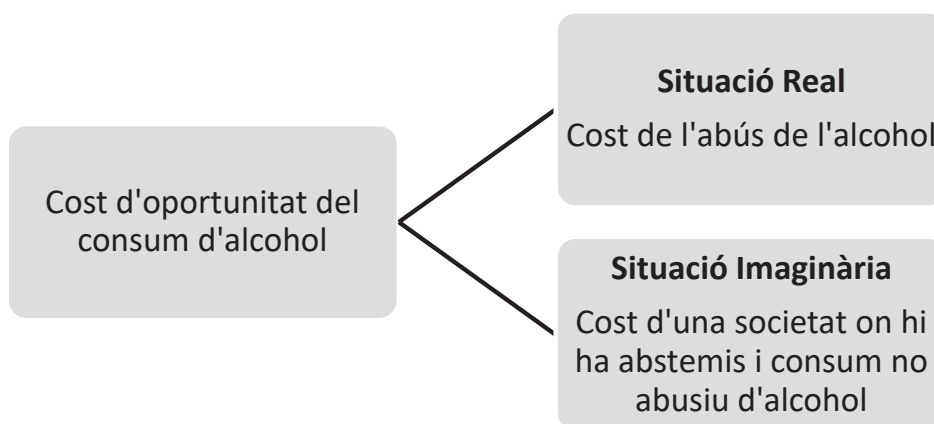 Situació Real
Cost de l'abús de l'alcohol
Cost d'oportunitat del
consum d'alcohol
Situació Imaginària
Cost d'una societat on hi
ha abstemis i consum no
abusiu d'alcohol